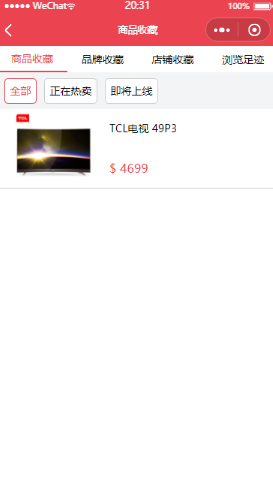 WeChat 20:31 100%
商品收藏
商品收藏 品牌收藏 店铺收藏 浏览足迹
全部 正在热卖 即将上线
TCL
TCL电视 49P3
$ 4699